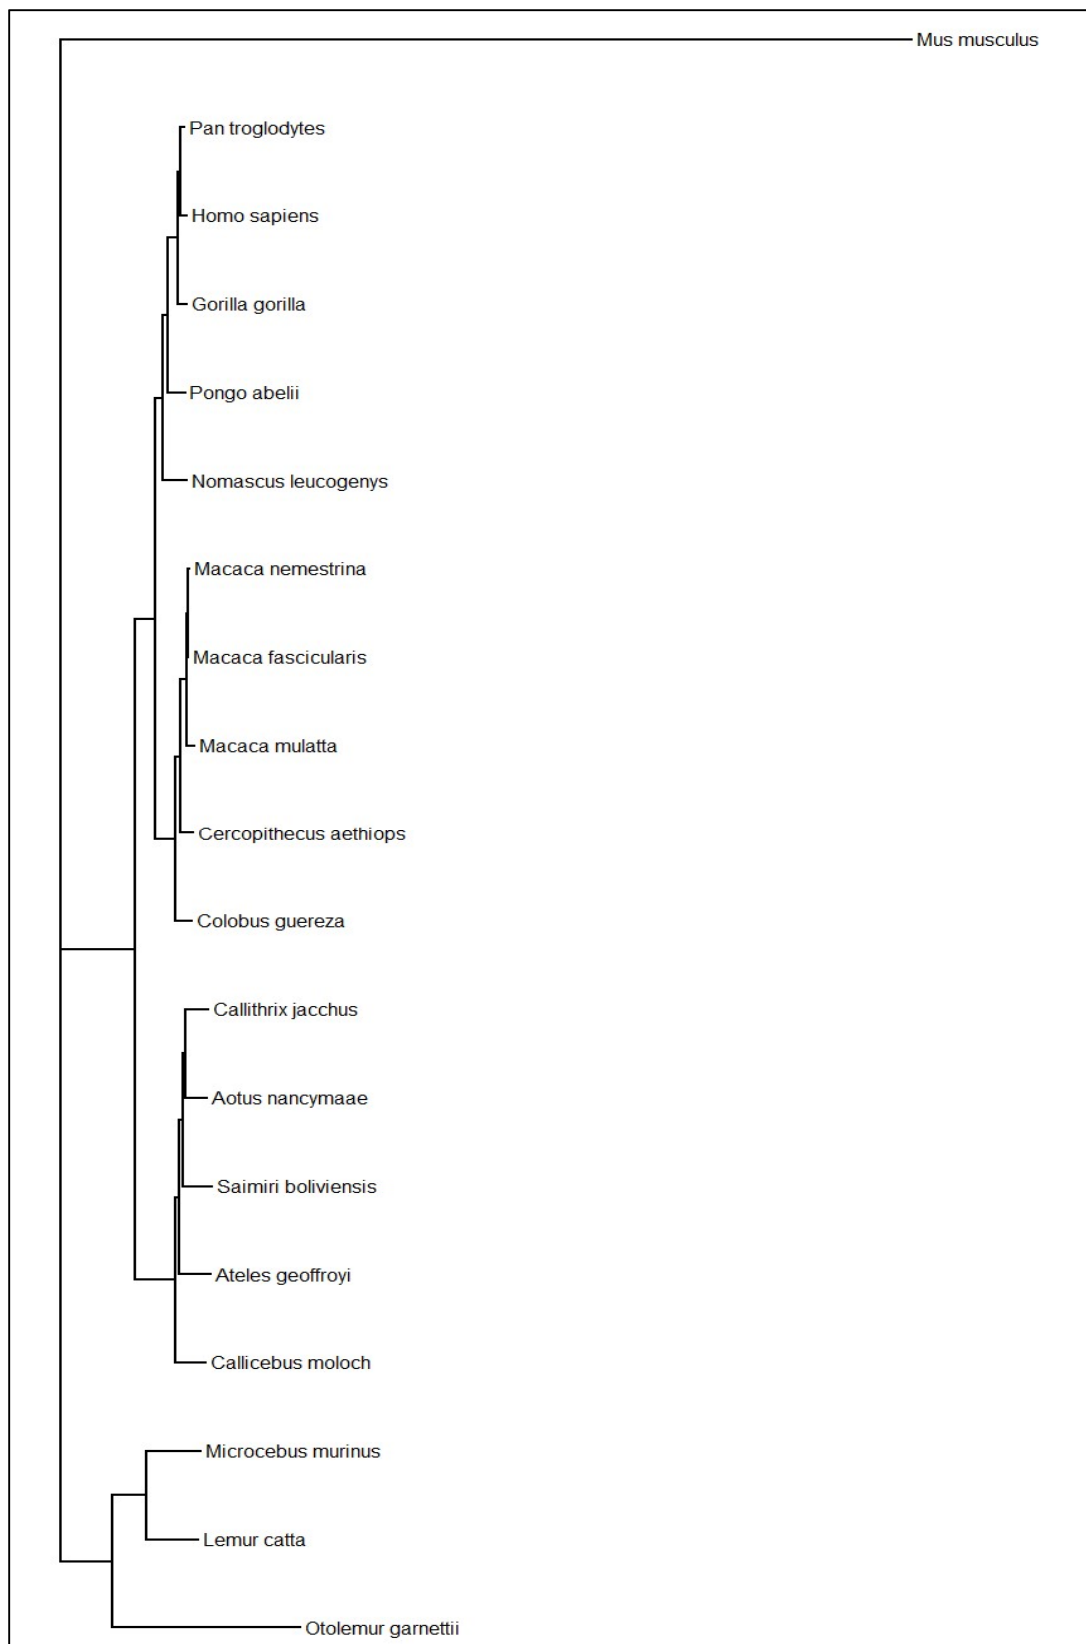 Mus musculus
Pan troglodytes
Homo sapiens
Gorilla gorilla
Pongo abelii
Nomascus leucogenys
Macaca nemestrina
Macaca fascicularis
Macaca mulatta
Cercopithecus aethiops
Colobus guereza
Callithrix jacchus
Aotus nancymaae
Saimiri boliviensis
Ateles geoffroyi
Callicebus moloch
Microcebus murinus
Lemur catta
Otolemur garnettii